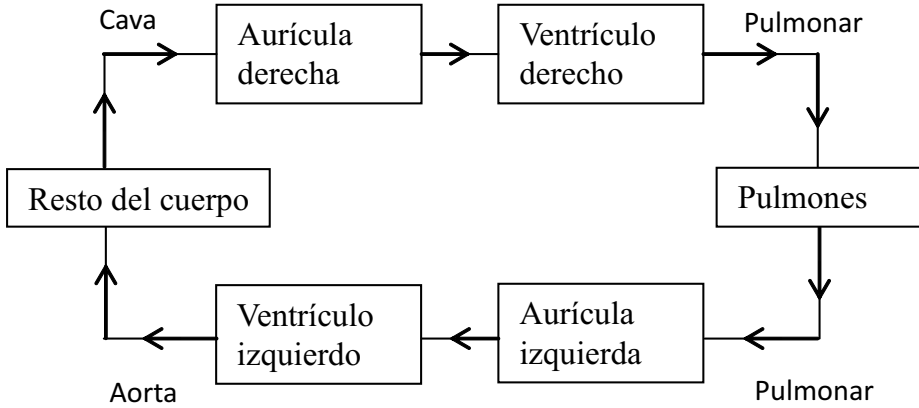 Cava
Aurícula
derecha
Ventrículo
derecho
Pulmonar
Resto del cuerpo
Pulmones
Ventrículo
izquierdo
Aurícula
izquierda
Aorta
Pulmonar